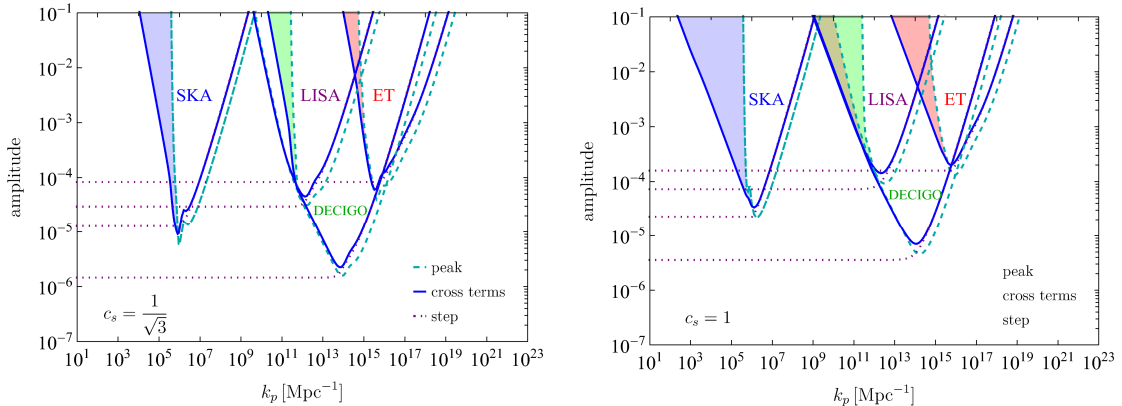 10^-1
10^-2
10^-3
10^-4
10^-5
10^-6
10^-7
amplitude
SKA
LISA
ET
DECIGO
peak
cross terms
step
c_s = 1/√3
10^1 10^3 10^5 10^7 10^9 10^11 10^13 10^15 10^17 10^19 10^21 10^23
k_p [Mpc^-1]
10^-1
10^-2
10^-3
10^-4
10^-5
10^-6
10^-7
amplitude
SKA
LISA
ET
DECIGO
peak
cross terms
step
c_s = 1
10^1 10^3 10^5 10^7 10^9 10^11 10^13 10^15 10^17 10^19 10^21 10^23
k_p [Mpc^-1]